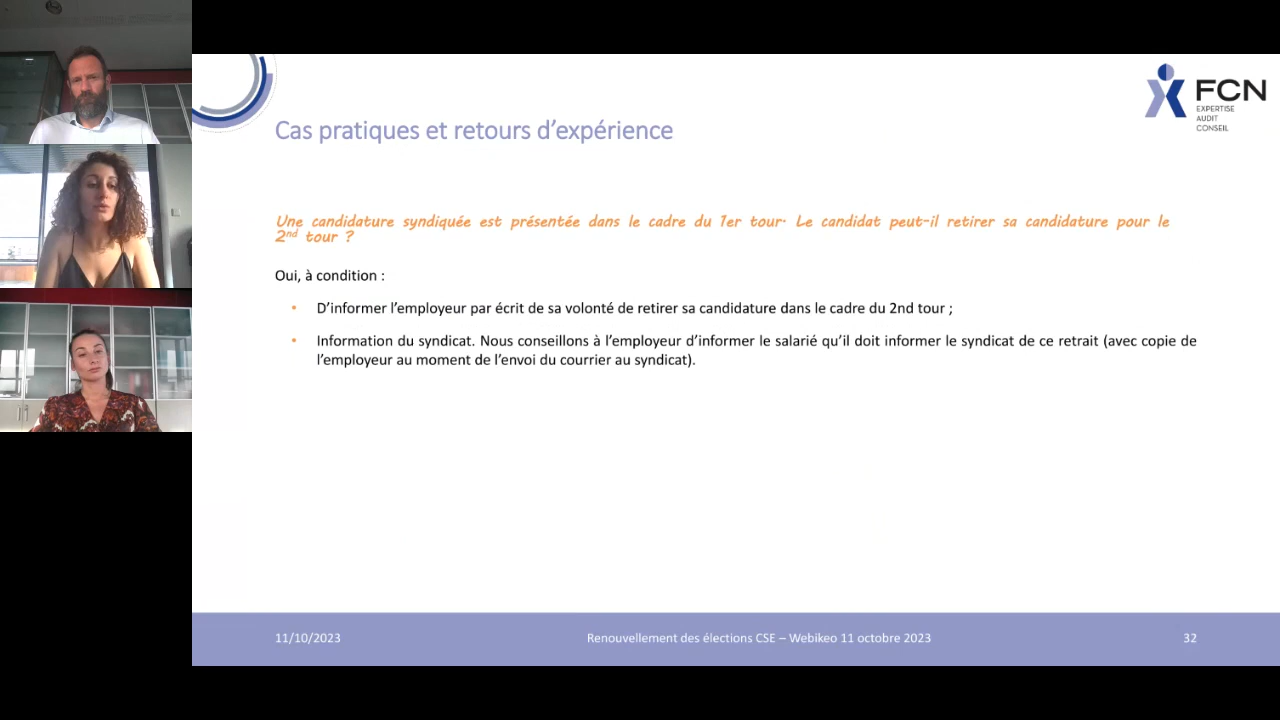 FCN
EXPERTISE
AUDIT
CONSEIL
Cas pratiques et retours d’expérience
Une candidature syndiquée est présentée dans le cadre du 1er tour. Le candidat peut-il retirer sa candidature pour le
2nd tour ?
Oui, à condition :
• D’informer l’employeur par écrit de sa volonté de retirer sa candidature dans le cadre du 2nd tour ;
• Information du syndicat. Nous conseillons à l’employeur d’informer le salarié qu’il doit informer le syndicat de ce retrait (avec copie de
l’employeur au moment de l’envoi du courrier au syndicat).
11/10/2023
Renouvellement des élections CSE – Webikeo 11 octobre 2023
32